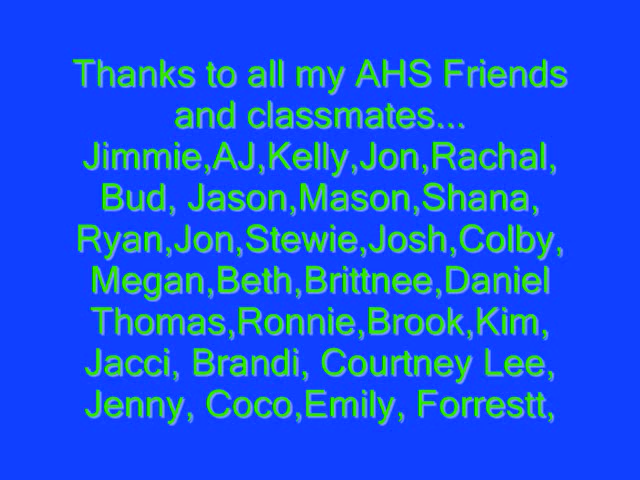 Thanks to all my AHS Friends
and classmates...
Jimmie,AJ,Kelly,Jon,Rachal,
Bud, Jason,Mason,Shana,
Ryan,Jon,Stewie,Josh,Colby,
Megan,Beth,Brittnee,Daniel
Thomas,Ronnie,Brook,Kim,
Jacci, Brandi, Courtney Lee,
Jenny, Coco,Emily, Forrestt,